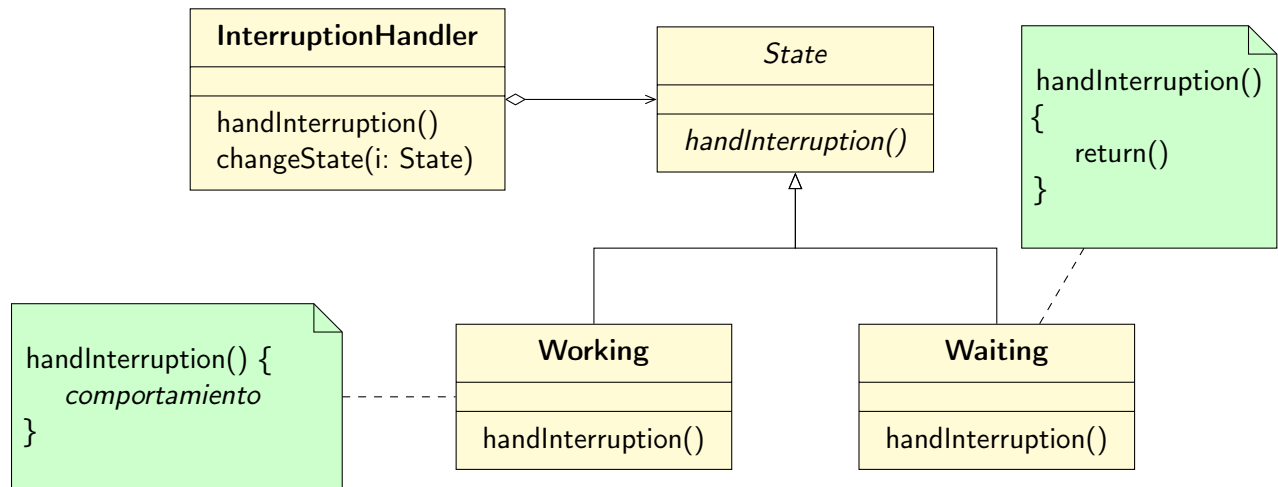 InterruptionHandler
handInterruption()
changeState(i: State)
State
handInterruption()
handInterruption()
{
return()
}
handInterruption() {
comportamiento
}
Working
handInterruption()
Waiting
handInterruption()